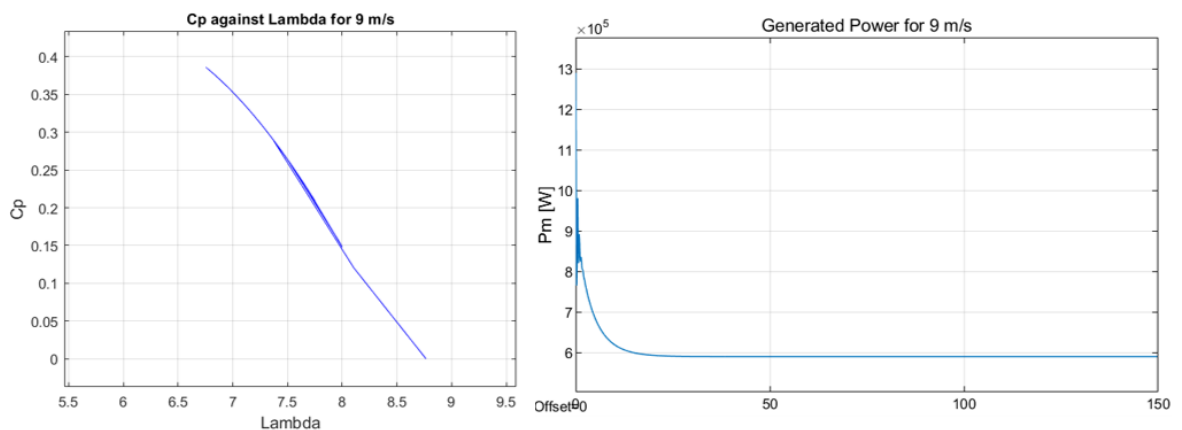 Cp against Lambda for 9 m/s
0.4
0.35
0.3
0.25
0.2
0.15
0.1
0.05
0
Cp
5.5 6 6.5 7 7.5 8 8.5 9 9.5
Lambda
Generated Power for 9 m/s
×10⁵
13
12
11
10
9
8
7
6
Pm [W]
Offset=0
0 50 100 150